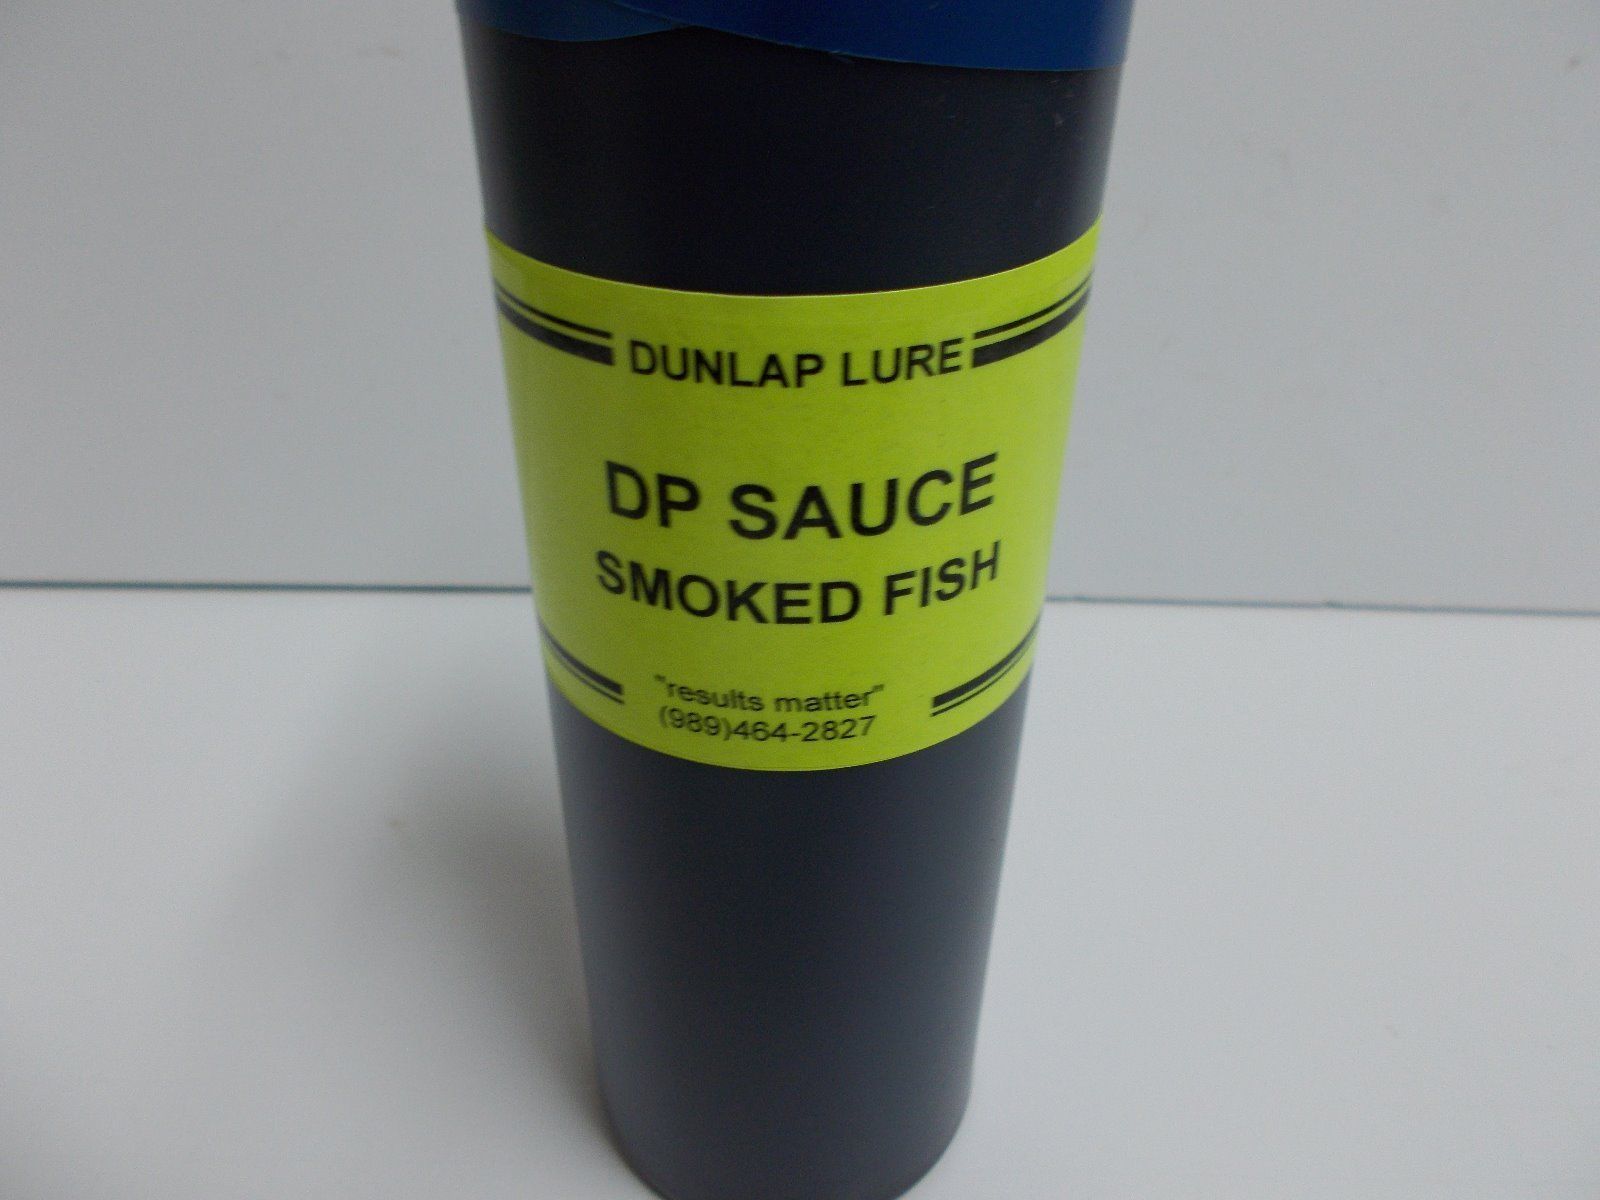 DUNLAP LURE
DP SAUCE
SMOKED FISH
"results matter"
(989)464-2827